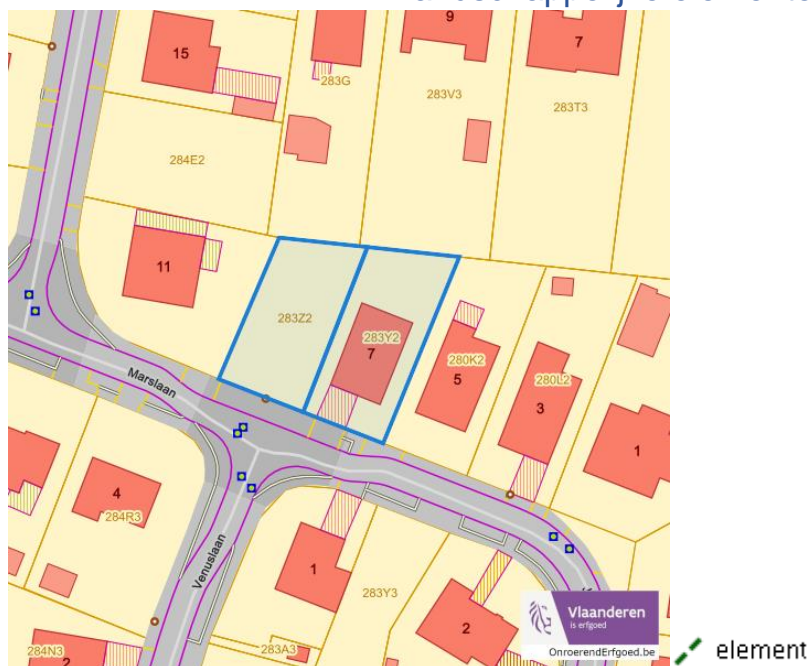 15
283G
9
283V3
7
283T3
284E2
11
283Z2
283Y2
7
280K2
5
280L2
3
1
Marslaan
4
284R3
Venuslaan
1
283Y3
2
283A3
284N3
2
Vlaanderen
is erfgoed
OnroerendErfgoed.be
element